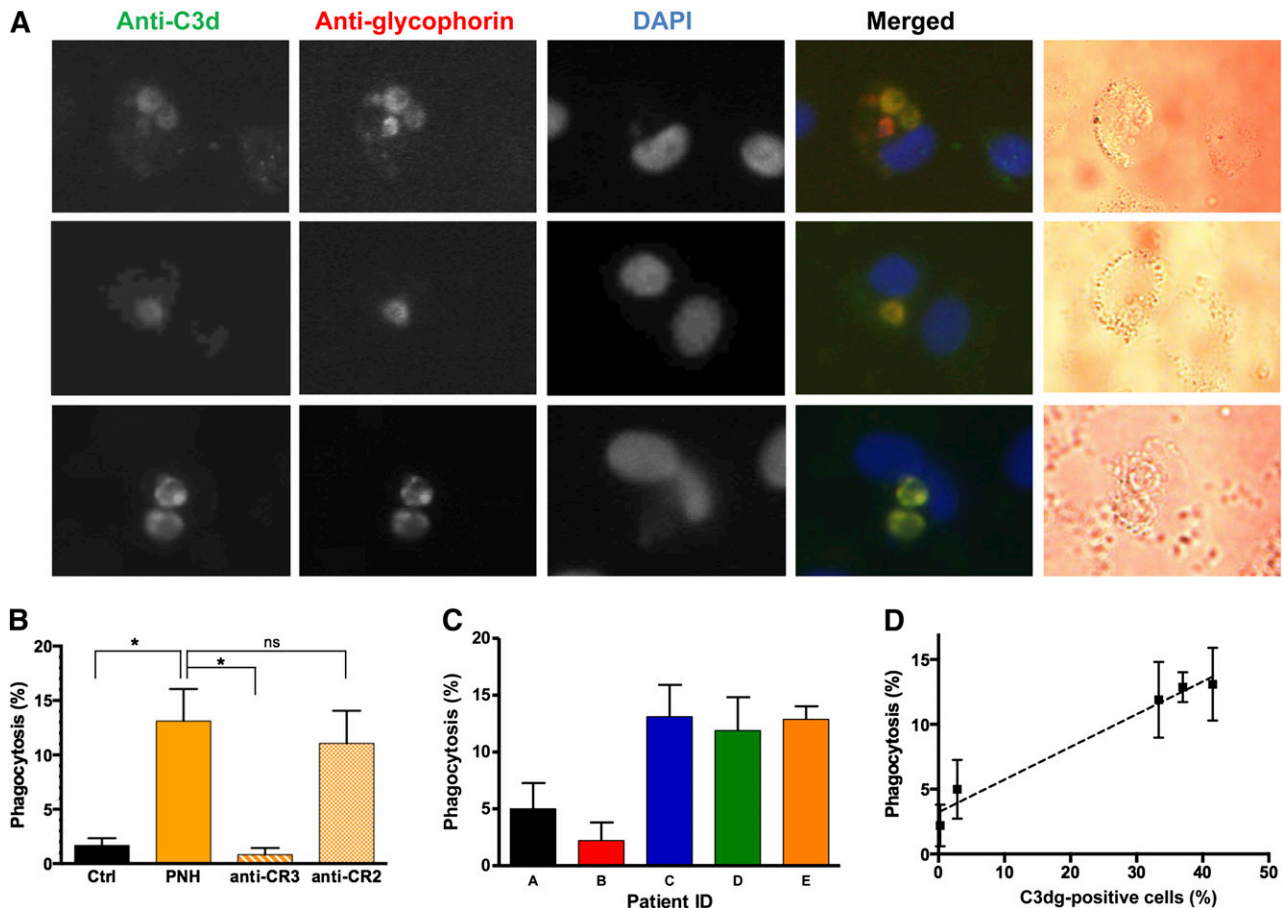 A
Anti-C3d Anti-glycophorin DAPI Merged
B
Phagocytosis (%)
20
15
10
5
0
* ns
*
Ctrl PNH anti-CR3 anti-CR2
C
Phagocytosis (%)
20
15
10
5
0
A B C D E
Patient ID
D
Phagocytosis (%)
15
10
5
0
0 10 20 30 40 50
C3dg-positive cells (%)